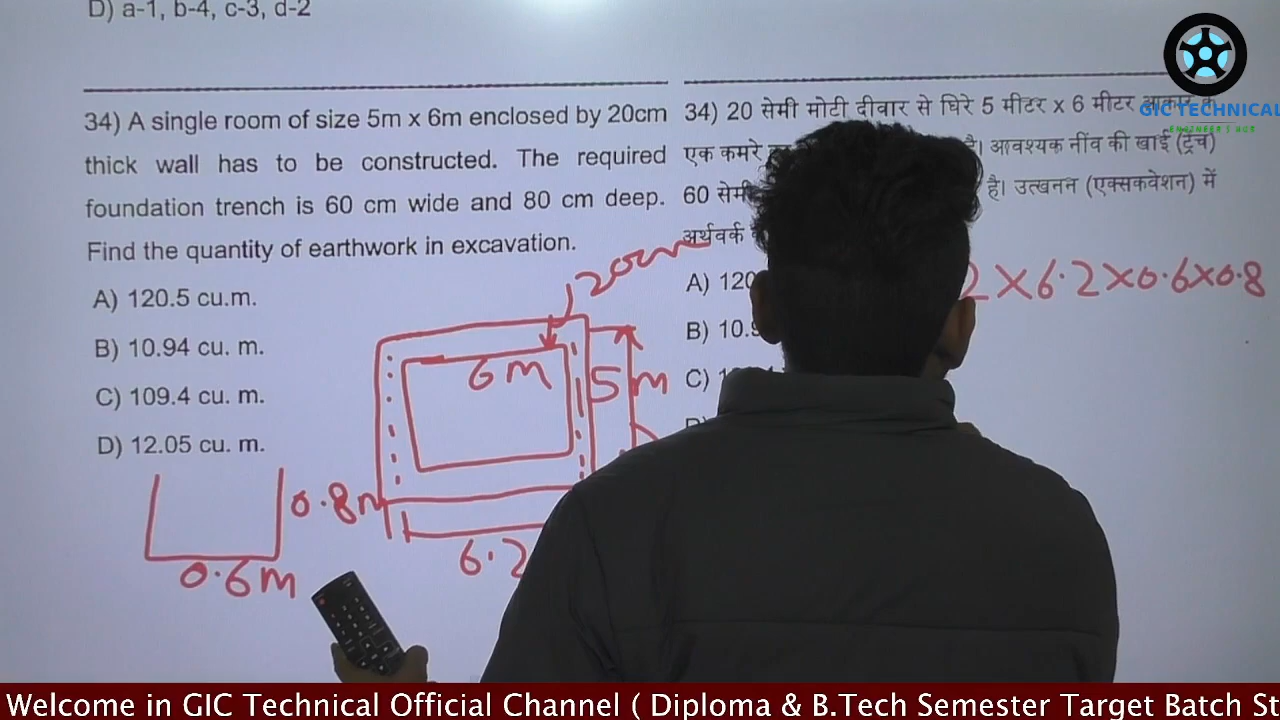 D) a-1, b-4, c-3, d-2
GIC TECHNICAL
ENGINEER | HUB
34) A single room of size 5m x 6m enclosed by 20cm
thick wall has to be constructed. The required
foundation trench is 60 cm wide and 80 cm deep.
Find the quantity of earthwork in excavation.
A) 120.5 cu.m.
B) 10.94 cu. m.
C) 109.4 cu. m.
D) 12.05 cu. m.
34) 20 सेमी मोटी दीवार से घिरे 5 मीटर x 6 मीटर आकार
एक कमरे है। आवश्यक नींव की खाई (ट्रेंच)
60 सेमी है। उत्खनन (एक्सकवेशन) में
अर्थवर्क
A) 120
B) 10.9
C)
20cm
6m
5m
2×6.2×0.6×0.8
0.8m
0.6m
6.2
Welcome in GIC Technical Official Channel ( Diploma & B.Tech Semester Target Batch St